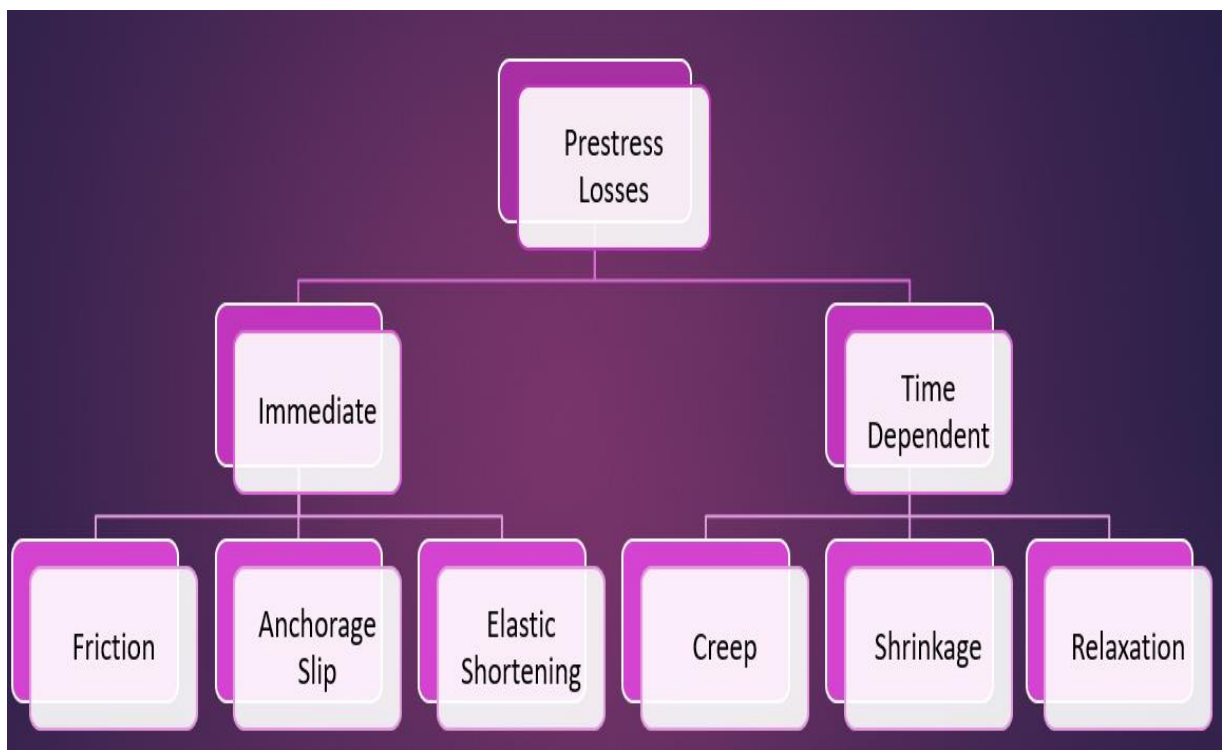 Prestress
Losses
Immediate
Time
Dependent
Friction
Anchorage
Slip
Elastic
Shortening
Creep
Shrinkage
Relaxation